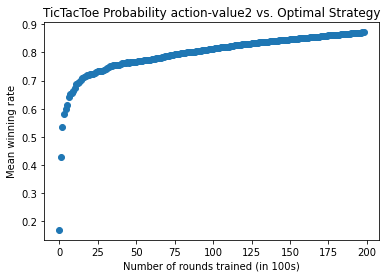 TicTacToe Probability action-value2 vs. Optimal Strategy
0.9
0.8
0.7
0.6
0.5
0.4
0.3
0.2
Mean winning rate
0 25 50 75 100 125 150 175 200
Number of rounds trained (in 100s)